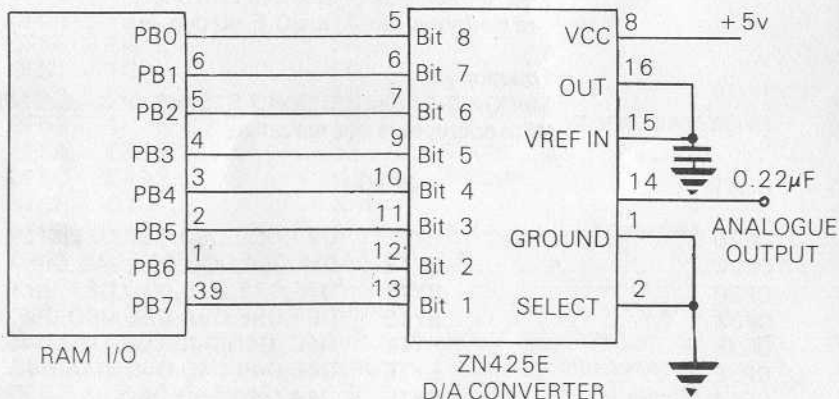 PB0 5 Bit 8 VCC 8 +5v
PB1 6 6 Bit 7 OUT 16
PB2 5 7 Bit 6
PB3 4 9 Bit 5 VREF IN 15
PB4 3 10 Bit 4 14 0.22µF
PB5 2 11 Bit 3 GROUND 1 ANALOGUE
PB6 1 12 Bit 2 OUTPUT
PB7 39 13 Bit 1 SELECT 2
RAM I/O
ZN425E
D/A CONVERTER